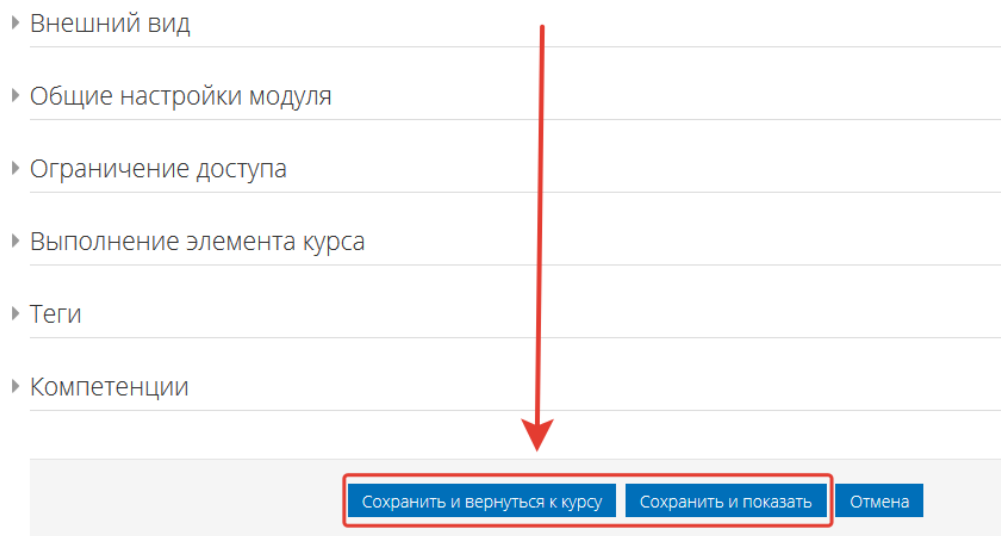 Внешний вид
Общие настройки модуля
Ограничение доступа
Выполнение элемента курса
Теги
Компетенции
Сохранить и вернуться к курсу Сохранить и показать Отмена